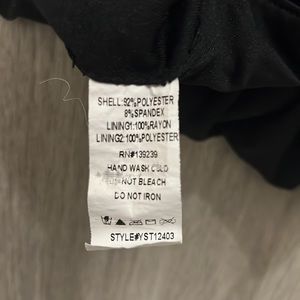 SHELL:92%POLYESTER
8%SPANDEX
LINING1:100%RAYON
LINING2:100%POLYESTER
RN#139239
HAND WASH COLD
NOT BLEACH
DO NOT IRON
STYLE#YST12403